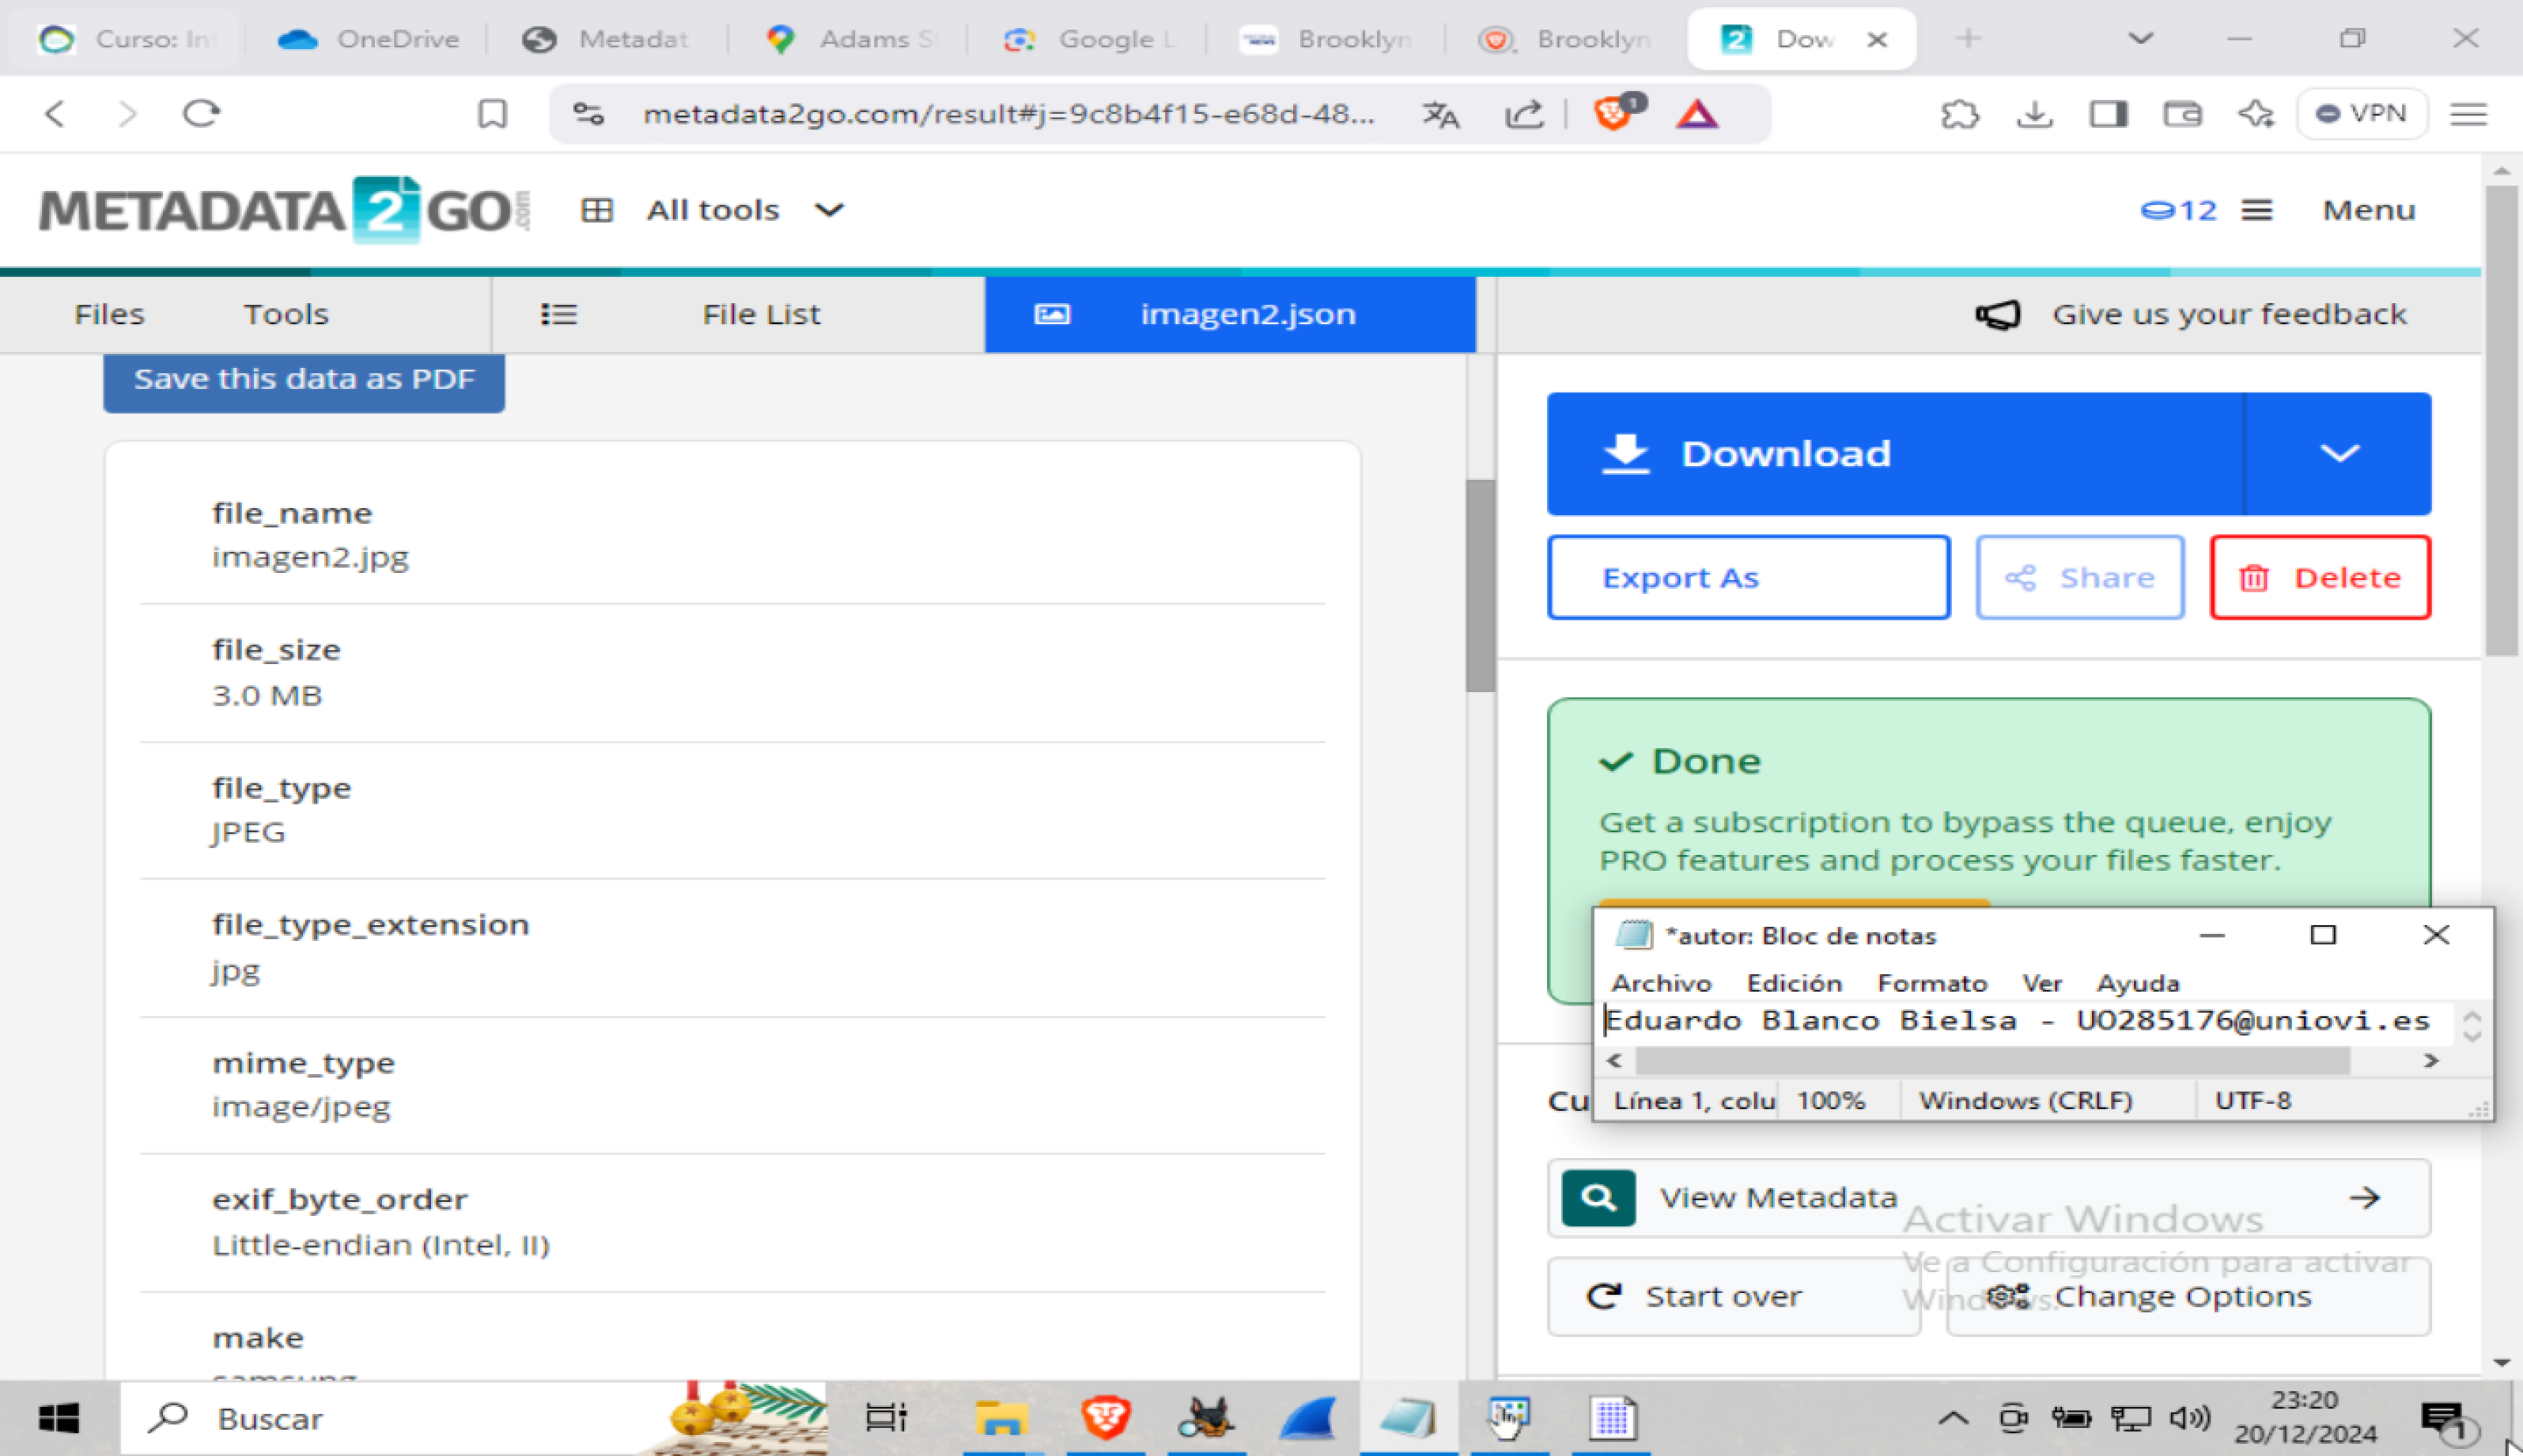 Curso: Int
OneDrive
Metadat
Adams S
Google L
Brooklyn
Brooklyn
Dow
metadata2go.com/result#j=9c8b4f15-e68d-48...
1
VPN
METADATA 2 GO .com
All tools
12
Menu
Files
Tools
File List
imagen2.json
Give us your feedback
Save this data as PDF
file_name
imagen2.jpg
file_size
3.0 MB
file_type
JPEG
file_type_extension
jpg
mime_type
image/jpeg
exif_byte_order
Little-endian (Intel, II)
make
samsung
Download
Export As
Share
Delete
Done
Get a subscription to bypass the queue, enjoy
PRO features and process your files faster.
*autor: Bloc de notas
Archivo Edición Formato Ver Ayuda
Eduardo Blanco Bielsa - UO285176@uniovi.es
Línea 1, colu 100% Windows (CRLF) UTF-8
Cu
View Metadata
Activar Windows
Ve a Configuración para activar
Windows.
Start over
Change Options
Buscar
23:20
20/12/2024
1